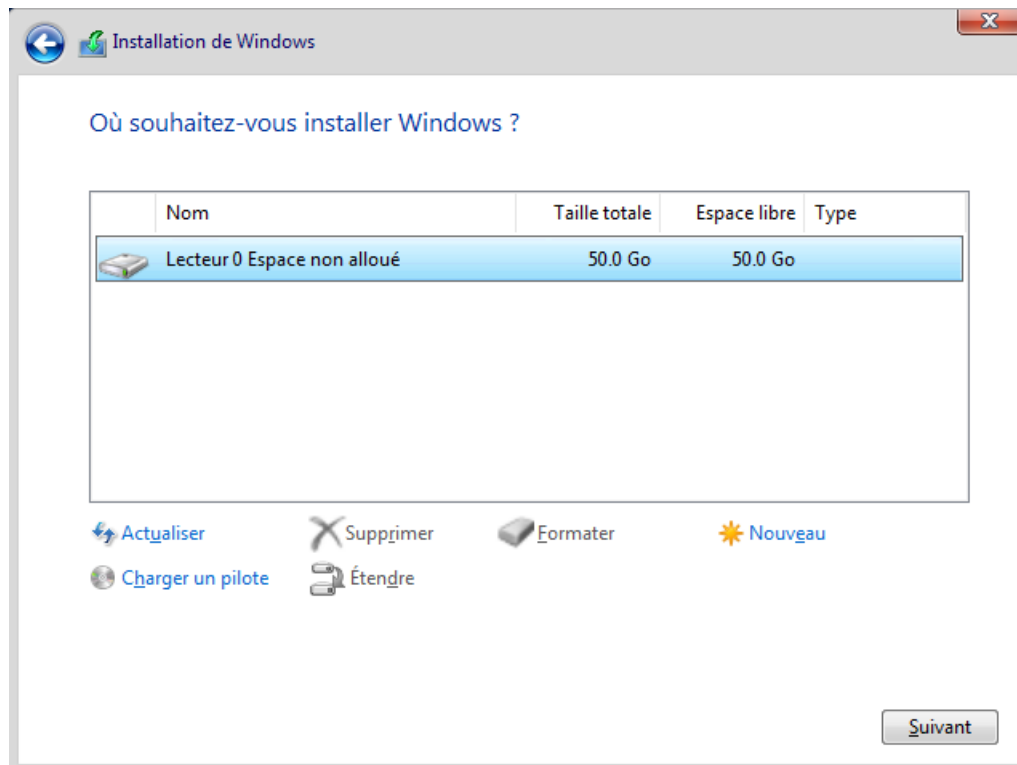 Installation de Windows
Où souhaitez-vous installer Windows ?
Nom Taille totale Espace libre Type
Lecteur 0 Espace non alloué 50.0 Go 50.0 Go
Actualiser Supprimer Formater Nouveau
Charger un pilote Étendre
Suivant